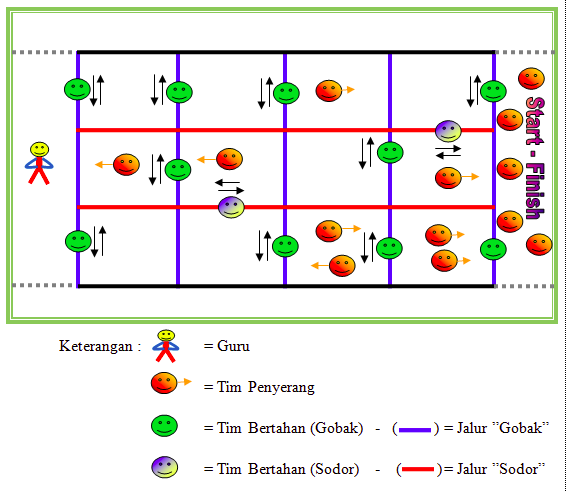 Start - Finish
Keterangan : = Guru
= Tim Penyerang
= Tim Bertahan (Gobak) - ( ) = Jalur ”Gobak”
= Tim Bertahan (Sodor) - ( ) = Jalur ”Sodor”